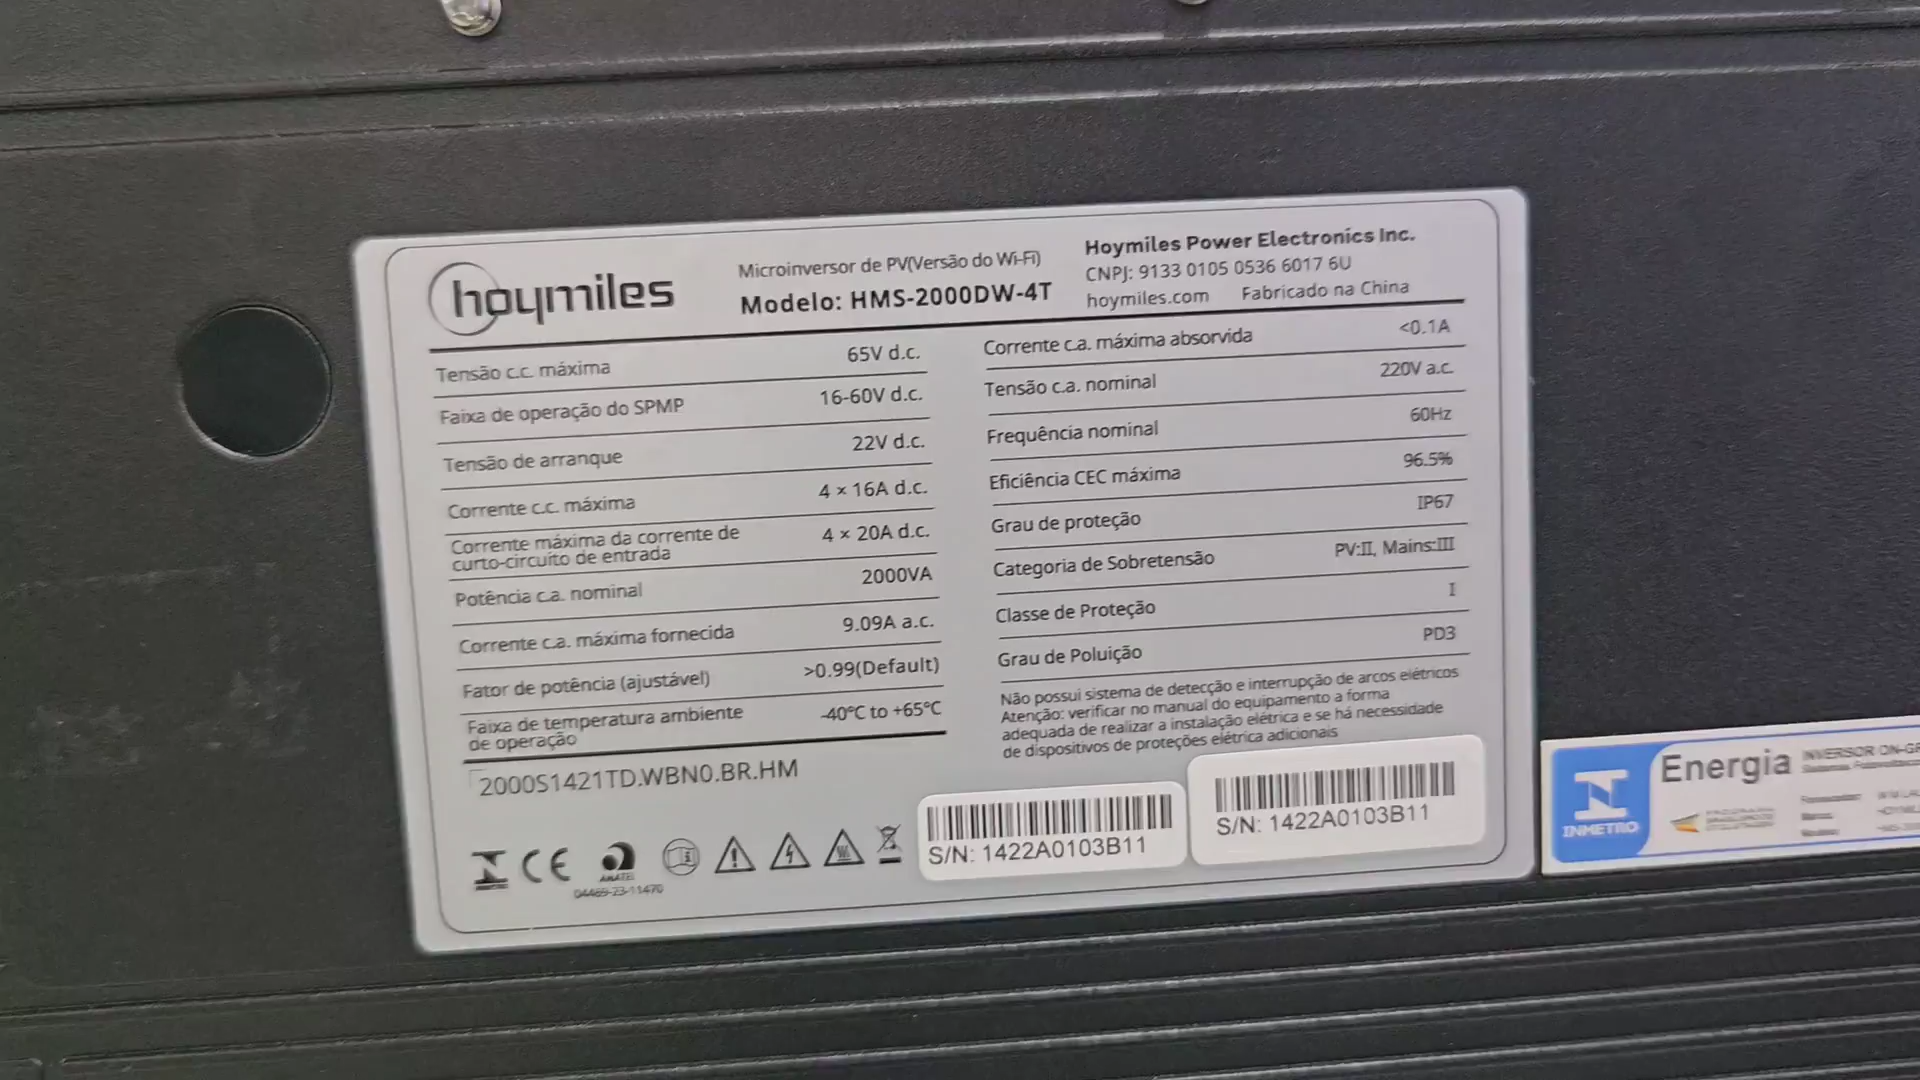 hoymiles
Microinversor de PV(Versão do Wi-Fi)
Modelo: HMS-2000DW-4T
Hoymiles Power Electronics Inc.
CNPJ: 9133 0105 0536 6017 6U
hoymiles.com Fabricado na China
Tensão c.c. máxima 65V d.c.
Faixa de operação do SPMP 16-60V d.c.
Tensão de arranque 22V d.c.
Corrente c.c. máxima 4 × 16A d.c.
Corrente máxima da corrente de
curto-circuito de entrada 4 × 20A d.c.
Potência c.a. nominal 2000VA
Corrente c.a. máxima fornecida 9.09A a.c.
Fator de potência (ajustável) >0.99(Default)
Faixa de temperatura ambiente
de operação -40℃ to +65℃
2000S1421TD.WBN0.BR.HM
Corrente c.a. máxima absorvida <0.1A
Tensão c.a. nominal 220V a.c.
Frequência nominal 60Hz
Eficiência CEC máxima 96.5%
Grau de proteção IP67
Categoria de Sobretensão PV:II, Mains:III
Classe de Proteção I
Grau de Poluição PD3
Não possui sistema de detecção e interrupção de arcos elétricos
Atenção: verificar no manual do equipamento a forma
adequada de realizar a instalação elétrica e se há necessidade
de dispositivos de proteções elétrica adicionais
CE
ANATEL
04469-23-11470
S/N: 1422A0103B11
S/N: 1422A0103B11
INMETRO
Energia
INVERSOR ON-GR